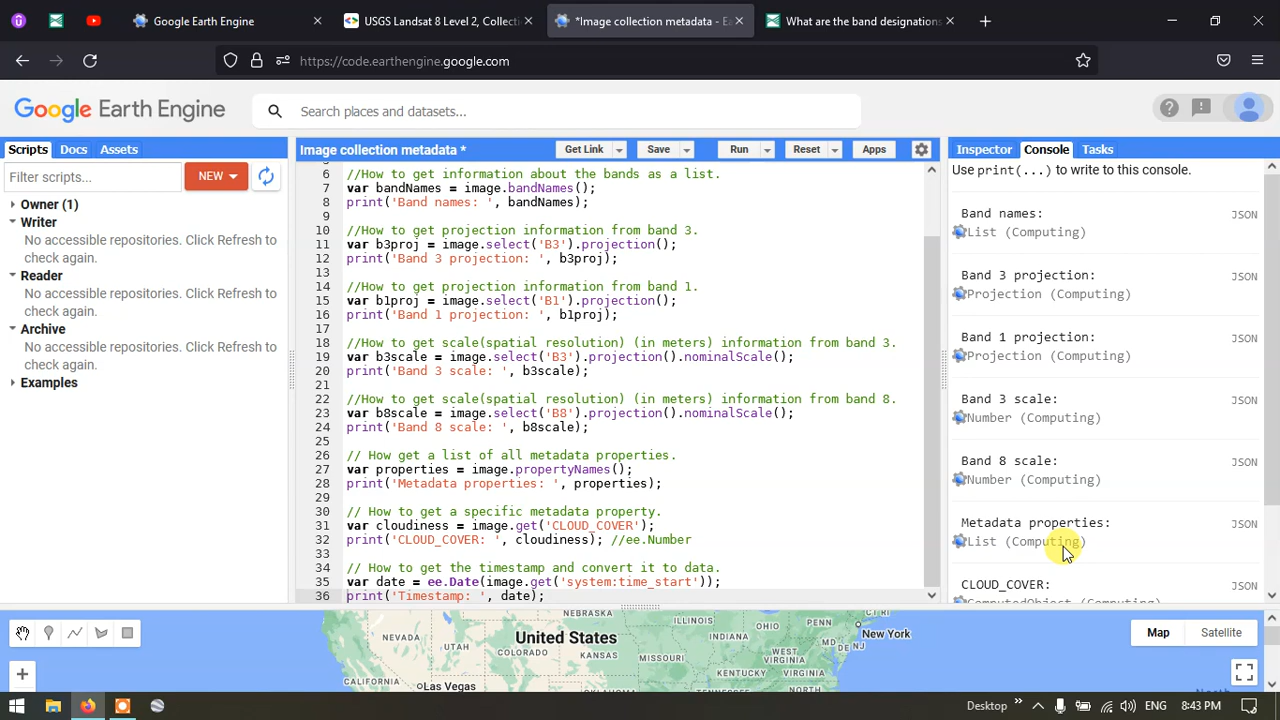 Google Earth Engine
USGS Landsat 8 Level 2, Collecti
*Image collection metadata - Ea
What are the band designations
https://code.earthengine.google.com
Google Earth Engine
Search places and datasets...
Scripts
Docs
Assets
Filter scripts...
NEW
Owner (1)
Writer
No accessible repositories. Click Refresh to
check again.
Reader
No accessible repositories. Click Refresh to
check again.
Archive
No accessible repositories. Click Refresh to
check again.
Examples
Image collection metadata *
Get Link
Save
Run
Reset
Apps
6 //How to get information about the bands as a list.
7 var bandNames = image.bandNames();
8 print('Band names: ', bandNames);
9
10 //How to get projection information from band 3.
11 var b3proj = image.select('B3').projection();
12 print('Band 3 projection: ', b3proj);
13
14 //How to get projection information from band 1.
15 var b1proj = image.select('B1').projection();
16 print('Band 1 projection: ', b1proj);
17
18 //How to get scale(spatial resolution) (in meters) information from band 3.
19 var b3scale = image.select('B3').projection().nominalScale();
20 print('Band 3 scale: ', b3scale);
21
22 //How to get scale(spatial resolution) (in meters) information from band 8.
23 var b8scale = image.select('B8').projection().nominalScale();
24 print('Band 8 scale: ', b8scale);
25
26 // How get a list of all metadata properties.
27 var properties = image.propertyNames();
28 print('Metadata properties: ', properties);
29
30 // How to get a specific metadata property.
31 var cloudiness = image.get('CLOUD_COVER');
32 print('CLOUD_COVER: ', cloudiness); //ee.Number
33
34 // How to get the timestamp and convert it to data.
35 var date = ee.Date(image.get('system:time_start'));
36 print('Timestamp: ', date);
Inspector
Console
Tasks
Use print(...) to write to this console.
Band names:
JSON
List (Computing)
Band 3 projection:
JSON
Projection (Computing)
Band 1 projection:
JSON
Projection (Computing)
Band 3 scale:
JSON
Number (Computing)
Band 8 scale:
JSON
Number (Computing)
Metadata properties:
JSON
List (Computing)
CLOUD_COVER:
JSON
ComputedObject (Computing)
NEBRASKA
ILLINOIS
OHIO
PENN
NEVADA
UTAH
United States
INDIANA
New York
COLORADO
KANSAS
MISSOURI
WEST
VIRGINIA
CALIFORNIA
KENTUCKY
VIRGINIA
Las Vegas
TENNESSEE
Map
Satellite
Desktop
ENG
8:43 PM